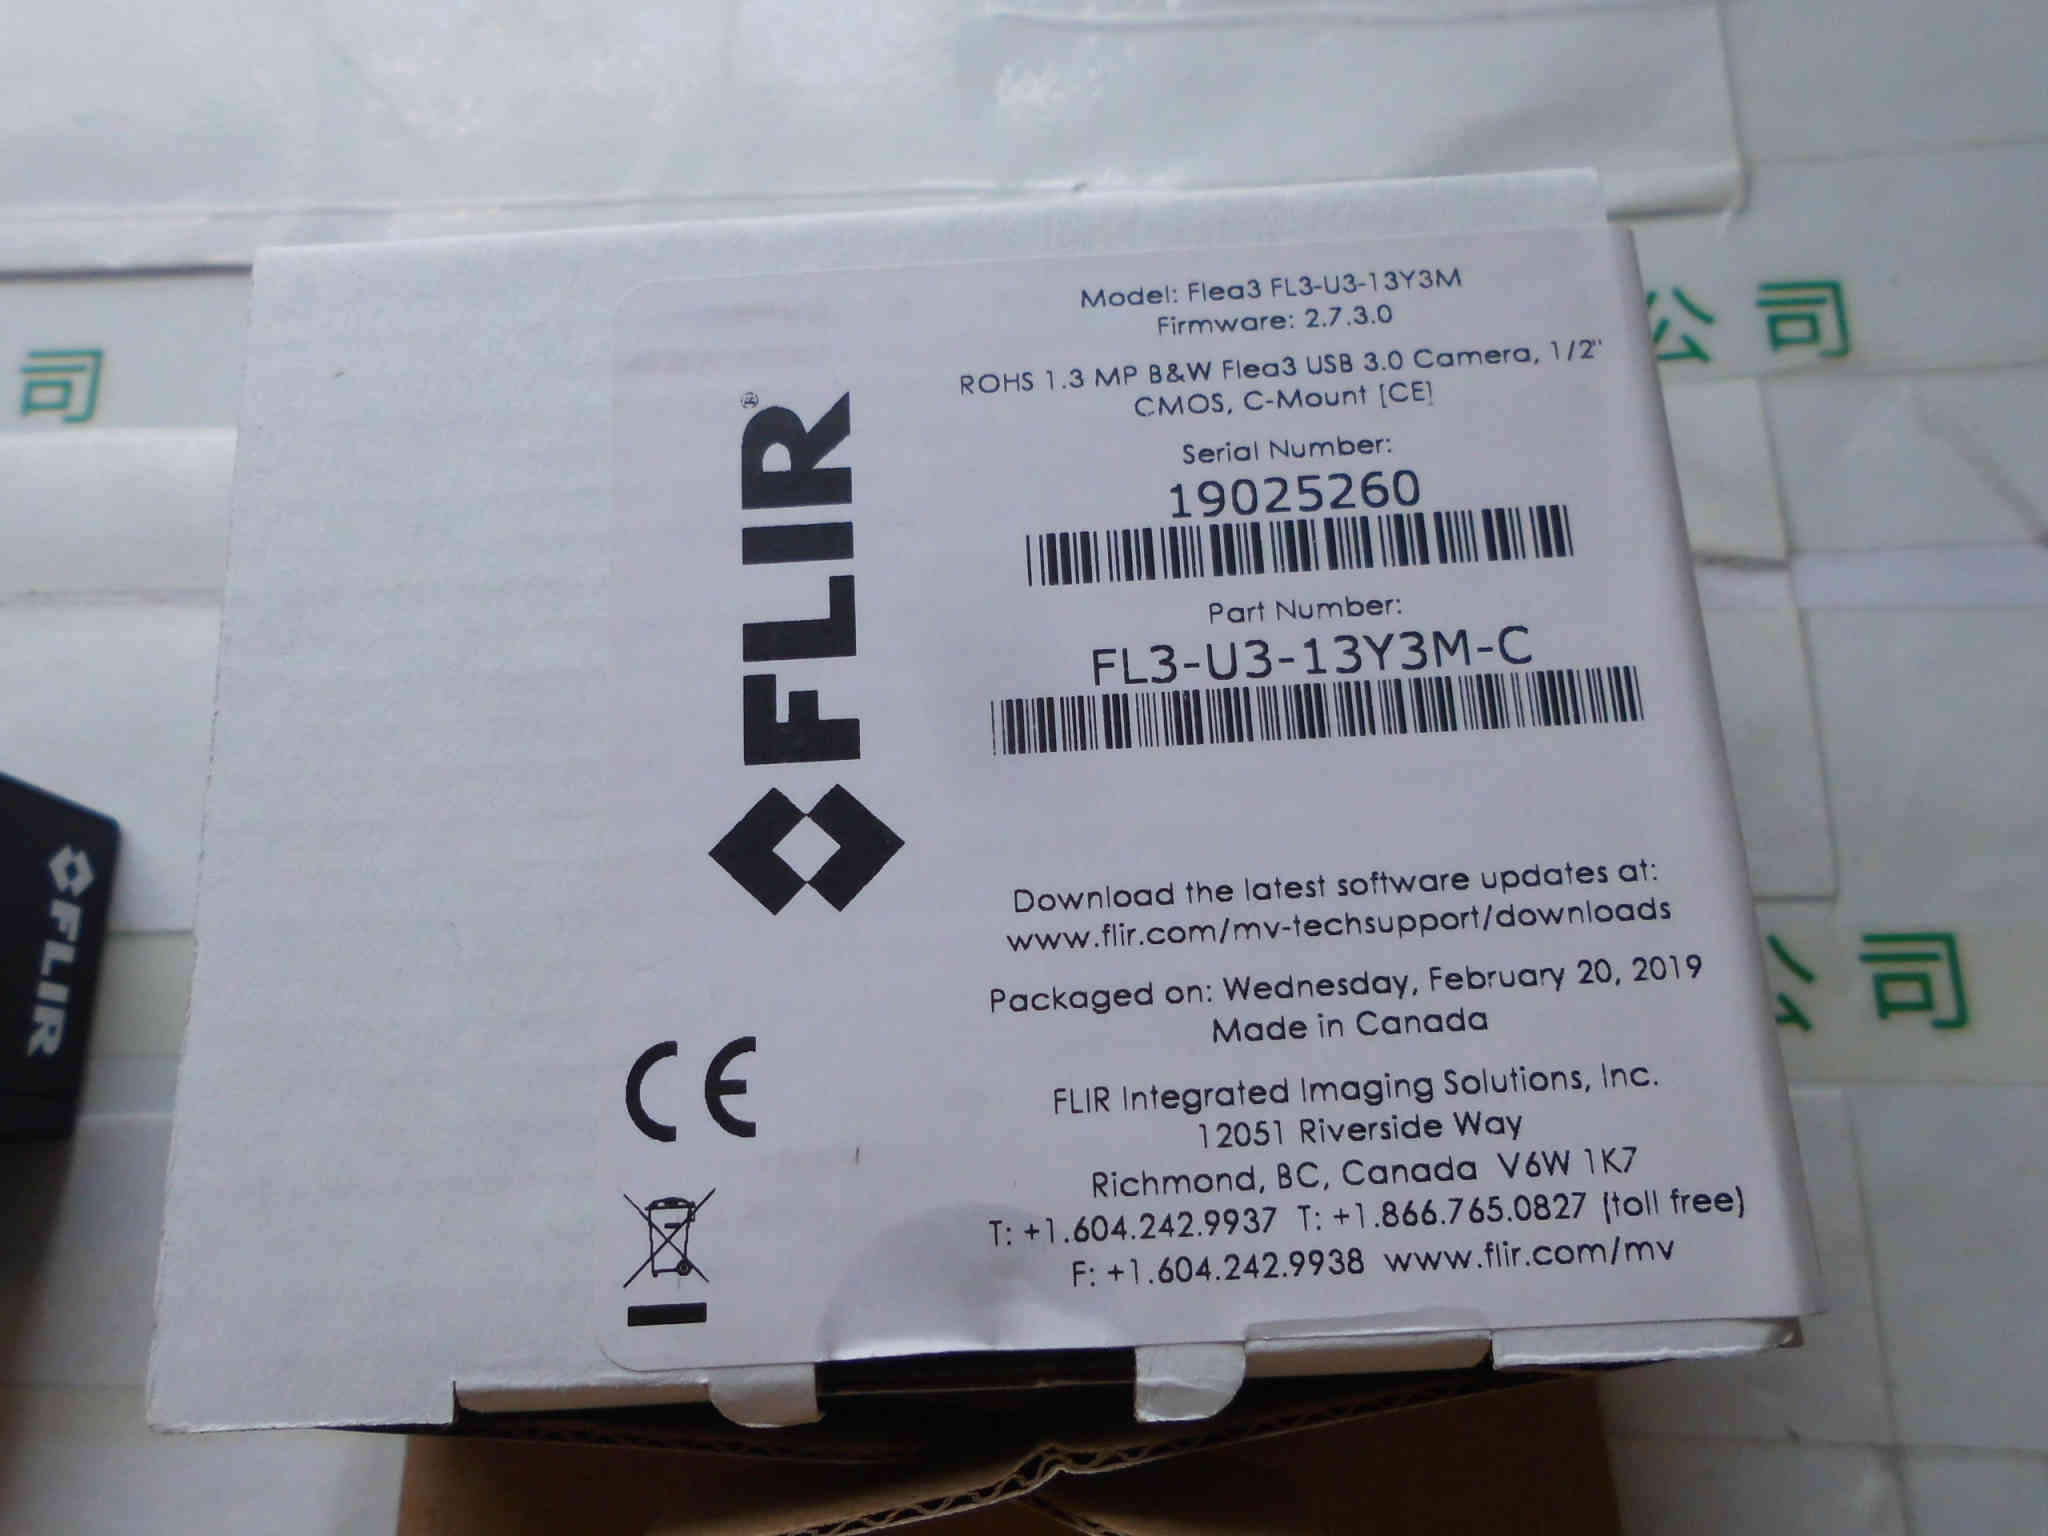 Model: Flea3 FL3-U3-13Y3M
Firmware: 2.7.3.0
ROHS 1.3 MP B&W Flea3 USB 3.0 Camera, 1/2"
CMOS, C-Mount [CE]
Serial Number:
19025260
Part Number:
FL3-U3-13Y3M-C
FLIR®
Download the latest software updates at:
www.flir.com/mv-techsupport/downloads
Packaged on: Wednesday, February 20, 2019
Made in Canada
CE
FLIR Integrated Imaging Solutions, Inc.
12051 Riverside Way
Richmond, BC, Canada V6W 1K7
T: +1.604.242.9937 T: +1.866.765.0827 (toll free)
F: +1.604.242.9938 www.flir.com/mv
FLIR
司
公司
公司